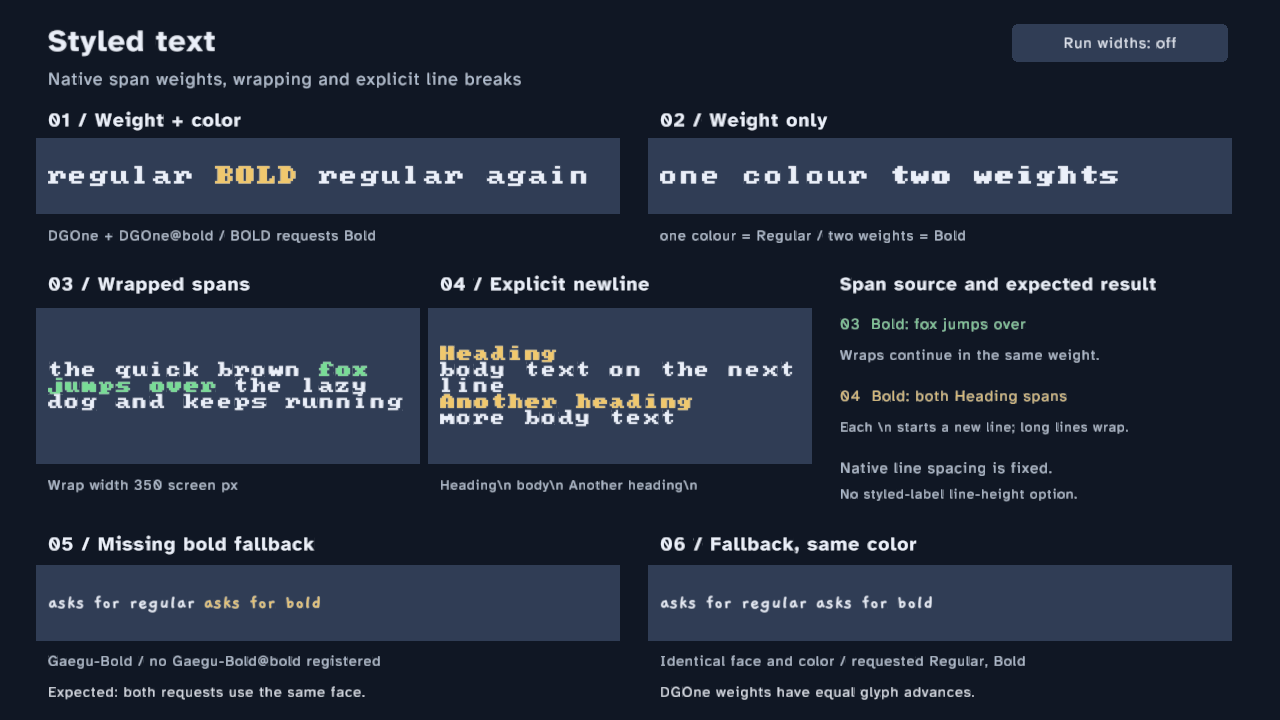 Styled text
Run widths: off
Native span weights, wrapping and explicit line breaks
01 / Weight + color
regular BOLD regular again
DGOne + DGOne@bold / BOLD requests Bold
02 / Weight only
one colour two weights
one colour = Regular / two weights = Bold
03 / Wrapped spans
the quick brown fox
jumps over the lazy
dog and keeps running
Wrap width 350 screen px
04 / Explicit newline
Heading
body text on the next
line
Another heading
more body text
Heading\n body\n Another heading\n
Span source and expected result
03 Bold: fox jumps over
Wraps continue in the same weight.
04 Bold: both Heading spans
Each \n starts a new line; long lines wrap.
Native line spacing is fixed.
No styled-label line-height option.
05 / Missing bold fallback
asks for regular asks for bold
Gaegu-Bold / no Gaegu-Bold@bold registered
Expected: both requests use the same face.
06 / Fallback, same color
asks for regular asks for bold
Identical face and color / requested Regular, Bold
DGOne weights have equal glyph advances.